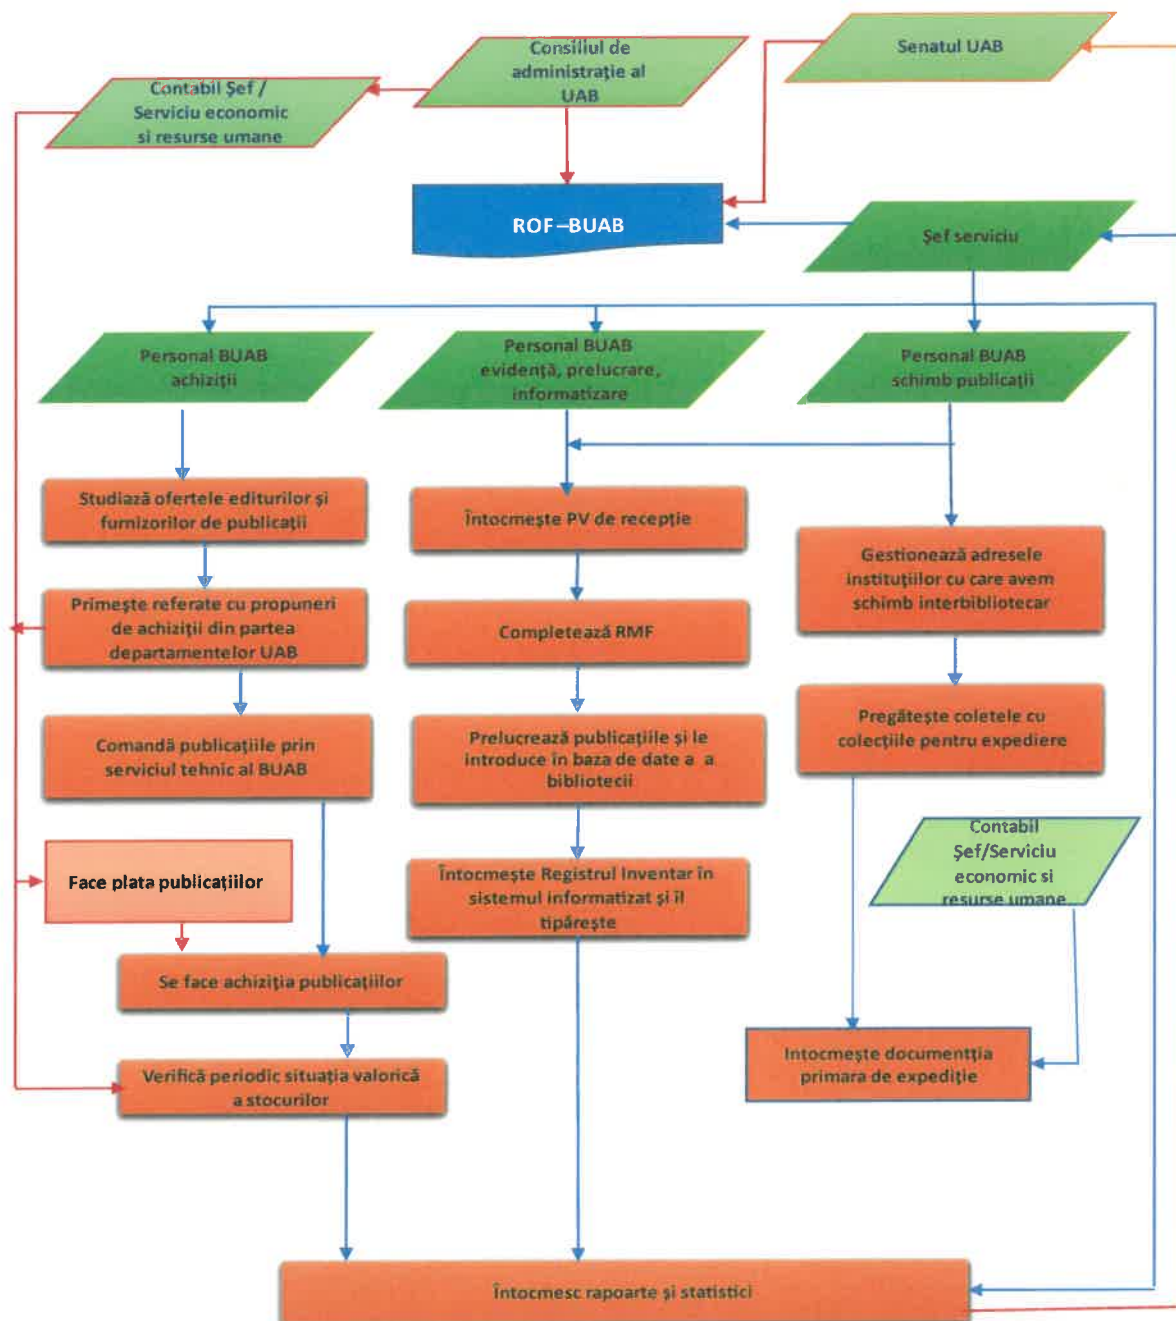 Consiliul de
administrație al
UAB
Senatul UAB
Contabil Șef /
Serviciu economic
si resurse umane
ROF–BUAB
Șef serviciu
Personal BUAB
achiziții
Personal BUAB
evidență, prelucrare,
informatizare
Personal BUAB
schimb publicații
Studiază ofertele editurilor și
furnizorilor de publicații
Primește referate cu propuneri
de achiziții din partea
departamentelor UAB
Comandă publicațiile prin
serviciul tehnic al BUAB
Face plata publicațiilor
Se face achiziția publicațiilor
Verifică periodic situația valorică
a stocurilor
Întocmește PV de recepție
Completează RMF
Prelucrează publicațiile și le
introduce în baza de date a a
bibliotecii
Întocmește Registrul Inventar în
sistemul informatizat și îl
tipărește
Gestionează adresele
instituțiilor cu care avem
schimb interbibliotecar
Pregătește coletele cu
colecțiile pentru expediere
Contabil
Șef/Serviciu
economic si
resurse umane
Intocmește documentția
primara de expediție
Întocmesc rapoarte și statistici